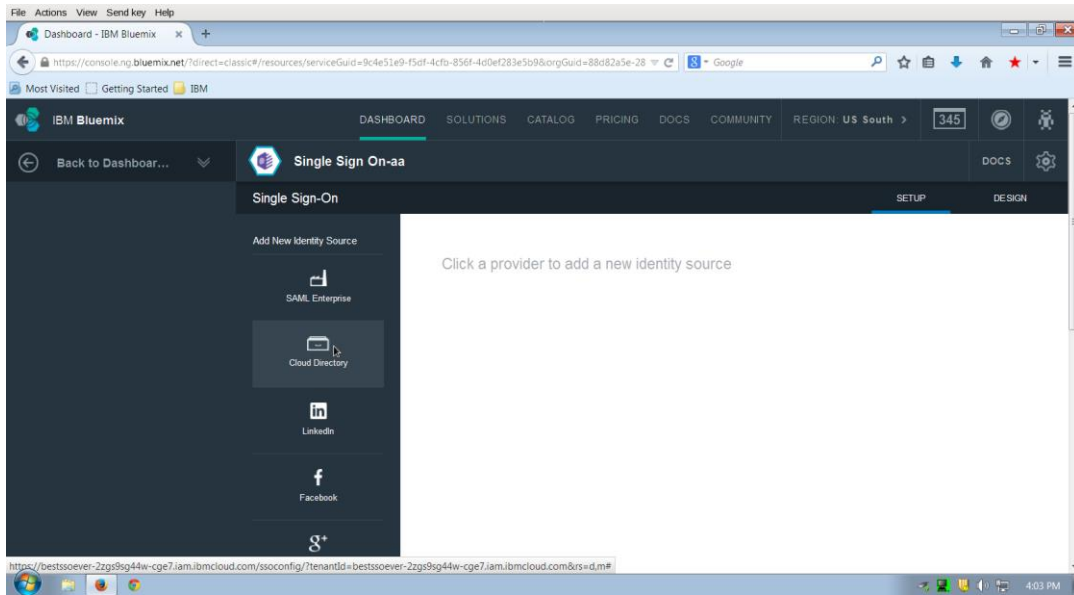 File Actions View Send key Help
Dashboard - IBM Bluemix × +
https://console.ng.bluemix.net/?direct=classic#/resources/serviceGuid=9c4e51e9-f5df-4cfb-856f-4d0ef283e5b9&orgGuid=88d82a5e-28 Google
Most Visited Getting Started IBM
IBM Bluemix DASHBOARD SOLUTIONS CATALOG PRICING DOCS COMMUNITY REGION: US South > 345
Back to Dashboar... Single Sign On-aa DOCS
Single Sign-On SETUP DESIGN
Add New Identity Source
Click a provider to add a new identity source
SAML Enterprise
Cloud Directory
in
LinkedIn
f
Facebook
g+
https://bestssoever-2zgs9sg44w-cge7.iam.ibmcloud.com/ssoconfig/?tenantId=bestssoever-2zgs9sg44w-cge7.iam.ibmcloud.com&rs=d,m#
4:03 PM